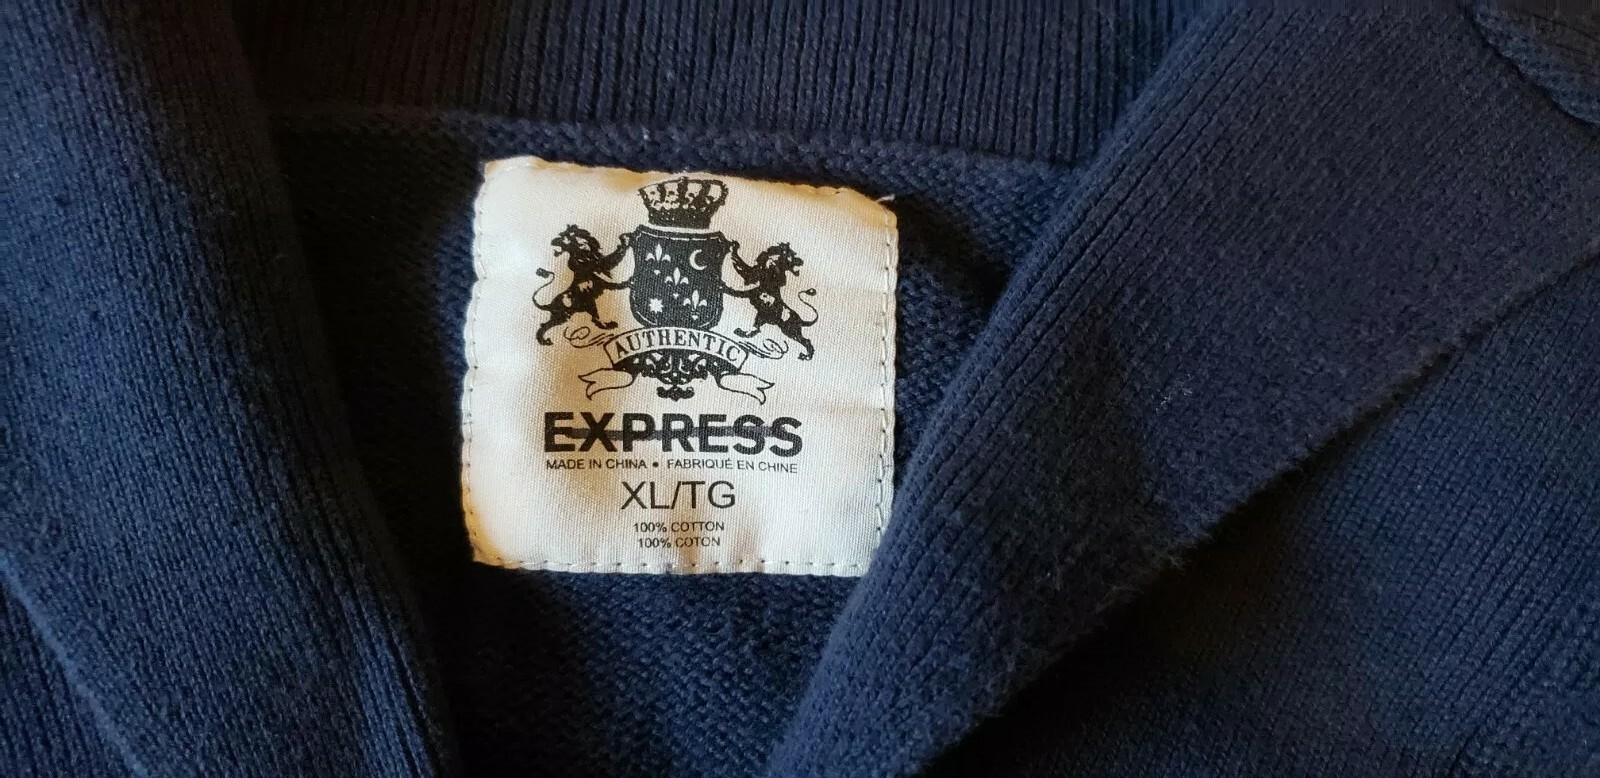 AUTHENTIC
EXPRESS
MADE IN CHINA • FABRIQUÉ EN CHINE
XL/TG
100% COTTON
100% COTON